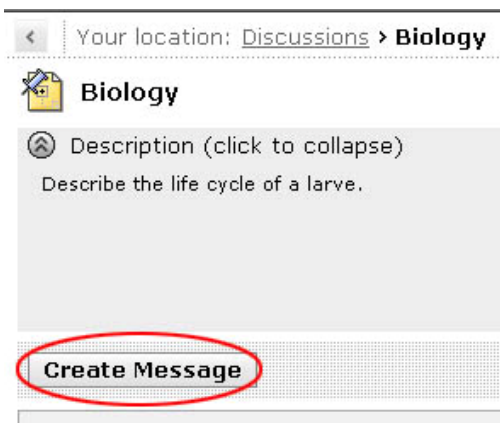 Your location: Discussions > Biology
Biology
Description (click to collapse)
Describe the life cycle of a larve.
Create Message